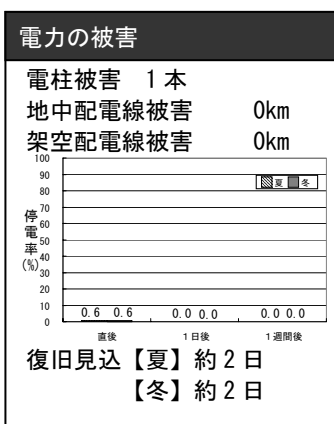 電力の被害
電柱被害　1本
地中配電線被害　0km
架空配電線被害　0km
100
90
80
70
60
50
40
30
20
10
0
停電率(%)
夏 冬
0.6 0.6 0.0 0.0 0.0 0.0
直後 1日後 1週間後
復旧見込【夏】約2日
【冬】約2日